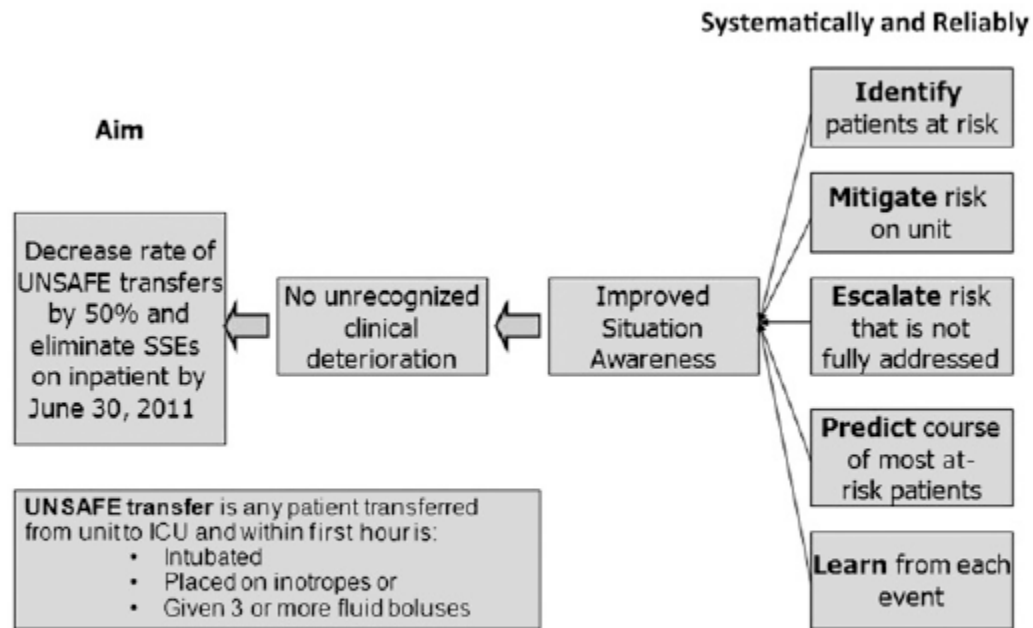 Systematically and Reliably
Identify
patients at risk
Aim
Mitigate risk
on unit
Decrease rate of
UNSAFE transfers
by 50% and
eliminate SSEs
on inpatient by
June 30, 2011
No unrecognized
clinical
deterioration
Improved
Situation
Awareness
Escalate risk
that is not
fully addressed
Predict course
of most at-
risk patients
UNSAFE transfer is any patient transferred
from unit to ICU and within first hour is:
• Intubated
• Placed on inotropes or
• Given 3 or more fluid boluses
Learn from each
event